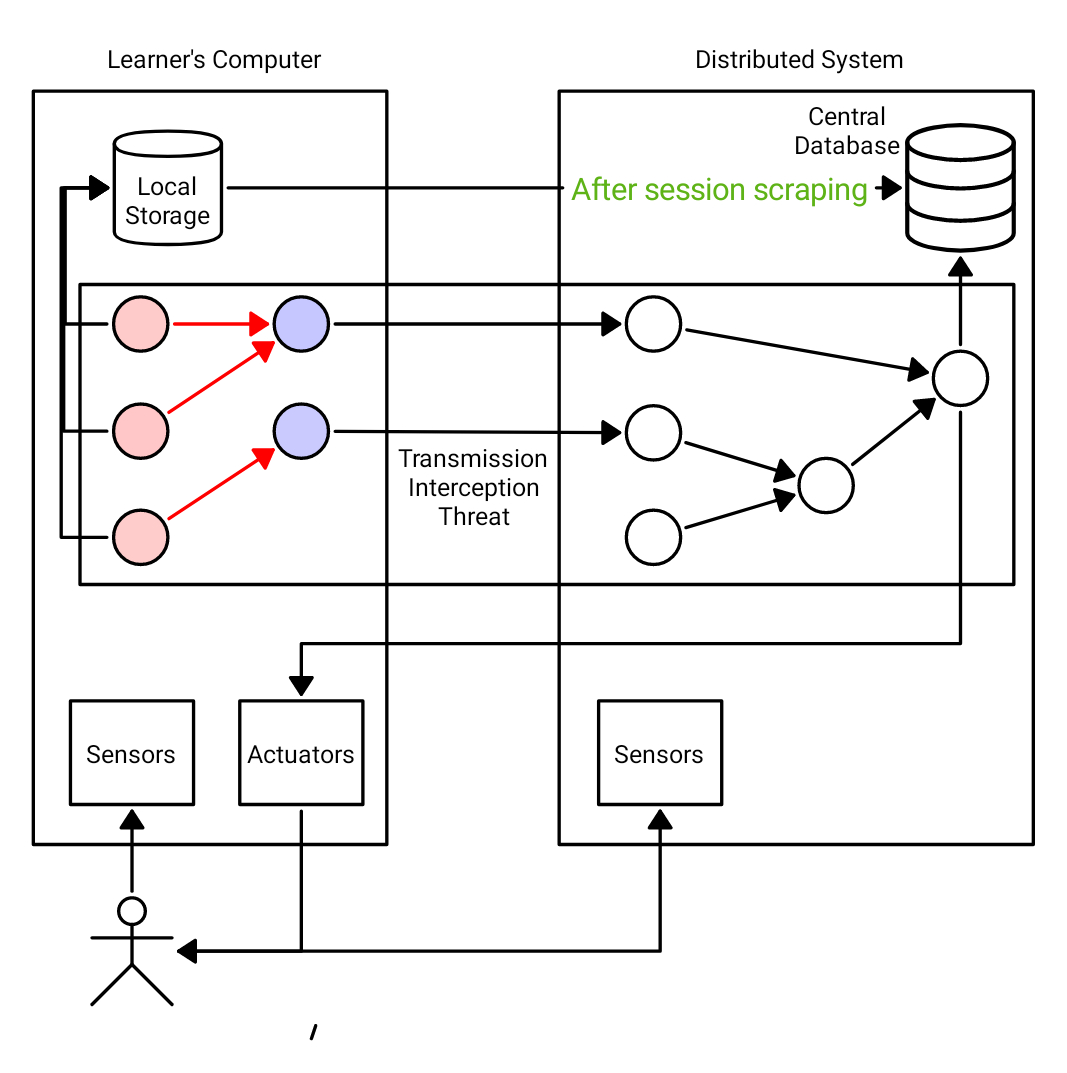 Learner's Computer
Distributed System
Central
Database
Local
Storage
After session scraping
Transmission
Interception
Threat
Sensors
Actuators
Sensors